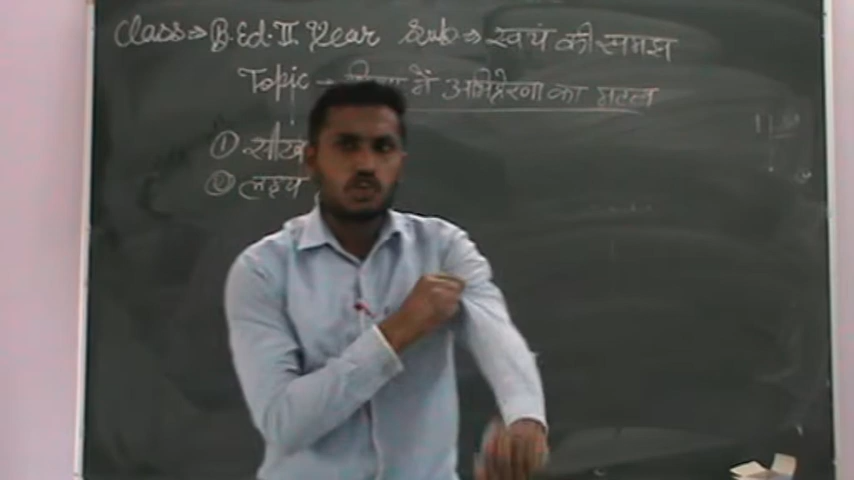 Class → B.Ed. II. Year Sub → स्वयं की समझ
Topic → में अभिप्रेरणा का महत्व
① सीख
② लक्ष्य